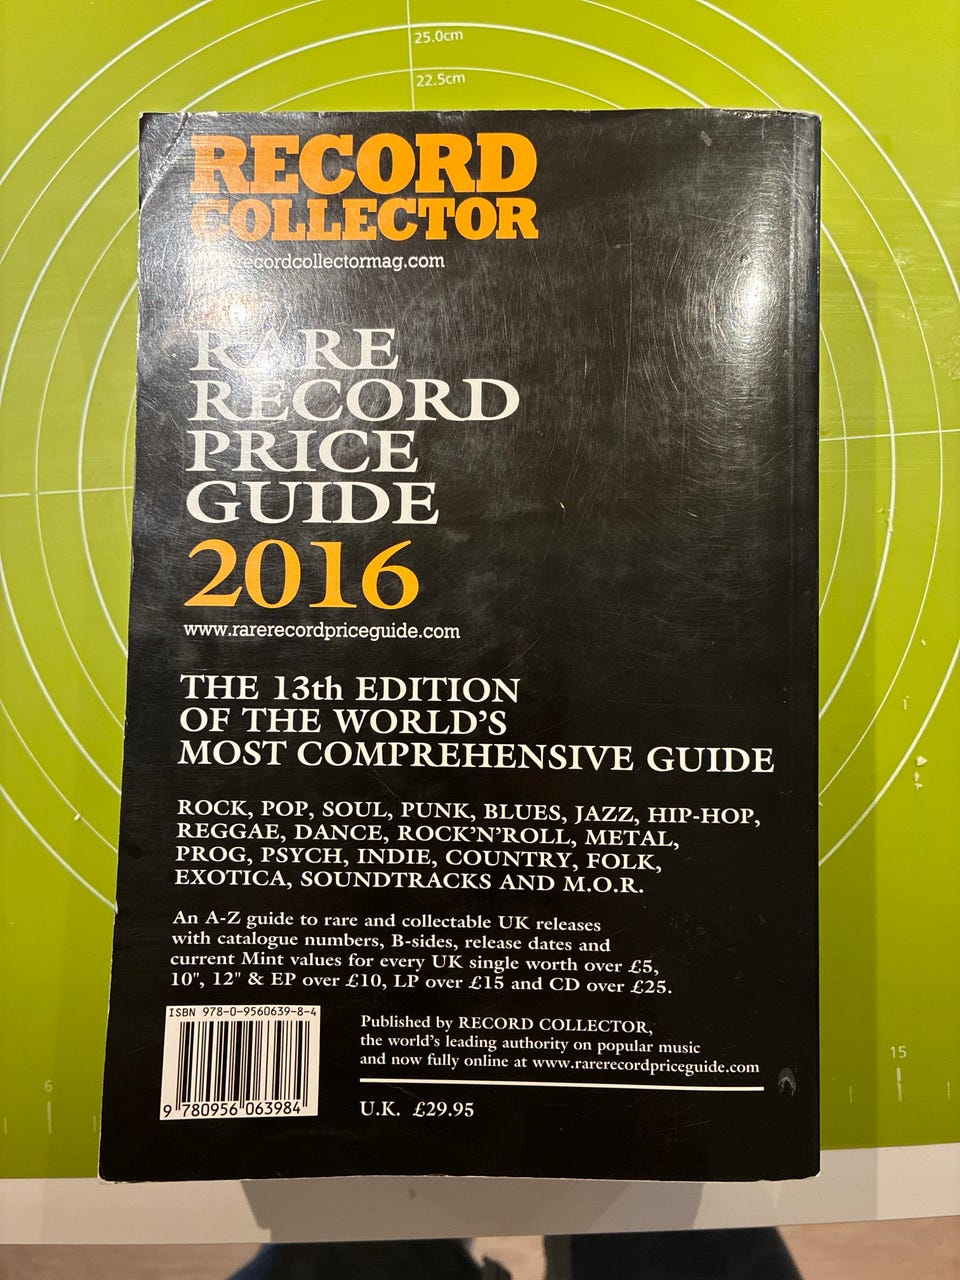 25.0cm
22.5cm
RECORD
COLLECTOR
recordcollectormag.com
RARE
RECORD
PRICE
GUIDE
2016
www.rarerecordpriceguide.com
THE 13th EDITION
OF THE WORLD'S
MOST COMPREHENSIVE GUIDE
ROCK, POP, SOUL, PUNK, BLUES, JAZZ, HIP-HOP,
REGGAE, DANCE, ROCK'N'ROLL, METAL,
PROG, PSYCH, INDIE, COUNTRY, FOLK,
EXOTICA, SOUNDTRACKS AND M.O.R.
An A-Z guide to rare and collectable UK releases
with catalogue numbers, B-sides, release dates and
current Mint values for every UK single worth over £5,
10", 12" & EP over £10, LP over £15 and CD over £25.
ISBN 978-0-9560639-8-4
9 780956 063984
Published by RECORD COLLECTOR,
the world's leading authority on popular music
and now fully online at www.rarerecordpriceguide.com
U.K. £29.95
15
6